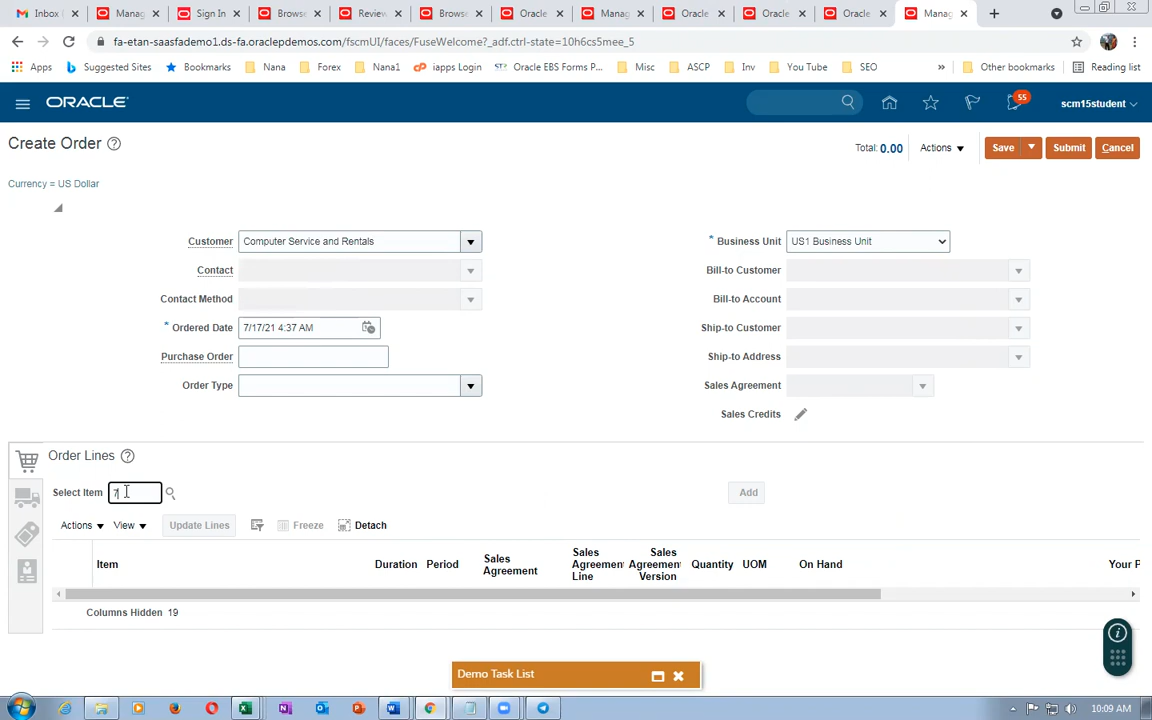 Inbox
Manag
Sign In
Browse
Review
Browse
Oracle
Manag
Oracle
Oracle
Oracle
Manag
fa-etan-saasfademo1.ds-fa.oraclepdemos.com/fscmUI/faces/FuseWelcome?_adf.ctrl-state=10h6cs5mee_5
Apps Suggested Sites Bookmarks Nana Forex Nana1 iapps Login Oracle EBS Forms P... Misc ASCP Inv You Tube SEO » Other bookmarks Reading list
ORACLE 55 scm15student
Create Order Total: 0.00 Actions Save Submit Cancel
Currency = US Dollar
Customer Computer Service and Rentals * Business Unit US1 Business Unit
Contact Bill-to Customer
Contact Method Bill-to Account
* Ordered Date 7/17/21 4:37 AM Ship-to Customer
Purchase Order Ship-to Address
Order Type Sales Agreement
Sales Credits
Order Lines
Select Item 7 Add
Actions View Update Lines Freeze Detach
Item Duration Period Sales Agreement Sales Agreement Line Sales Agreement Version Quantity UOM On Hand Your P
Columns Hidden 19
Demo Task List
10:09 AM